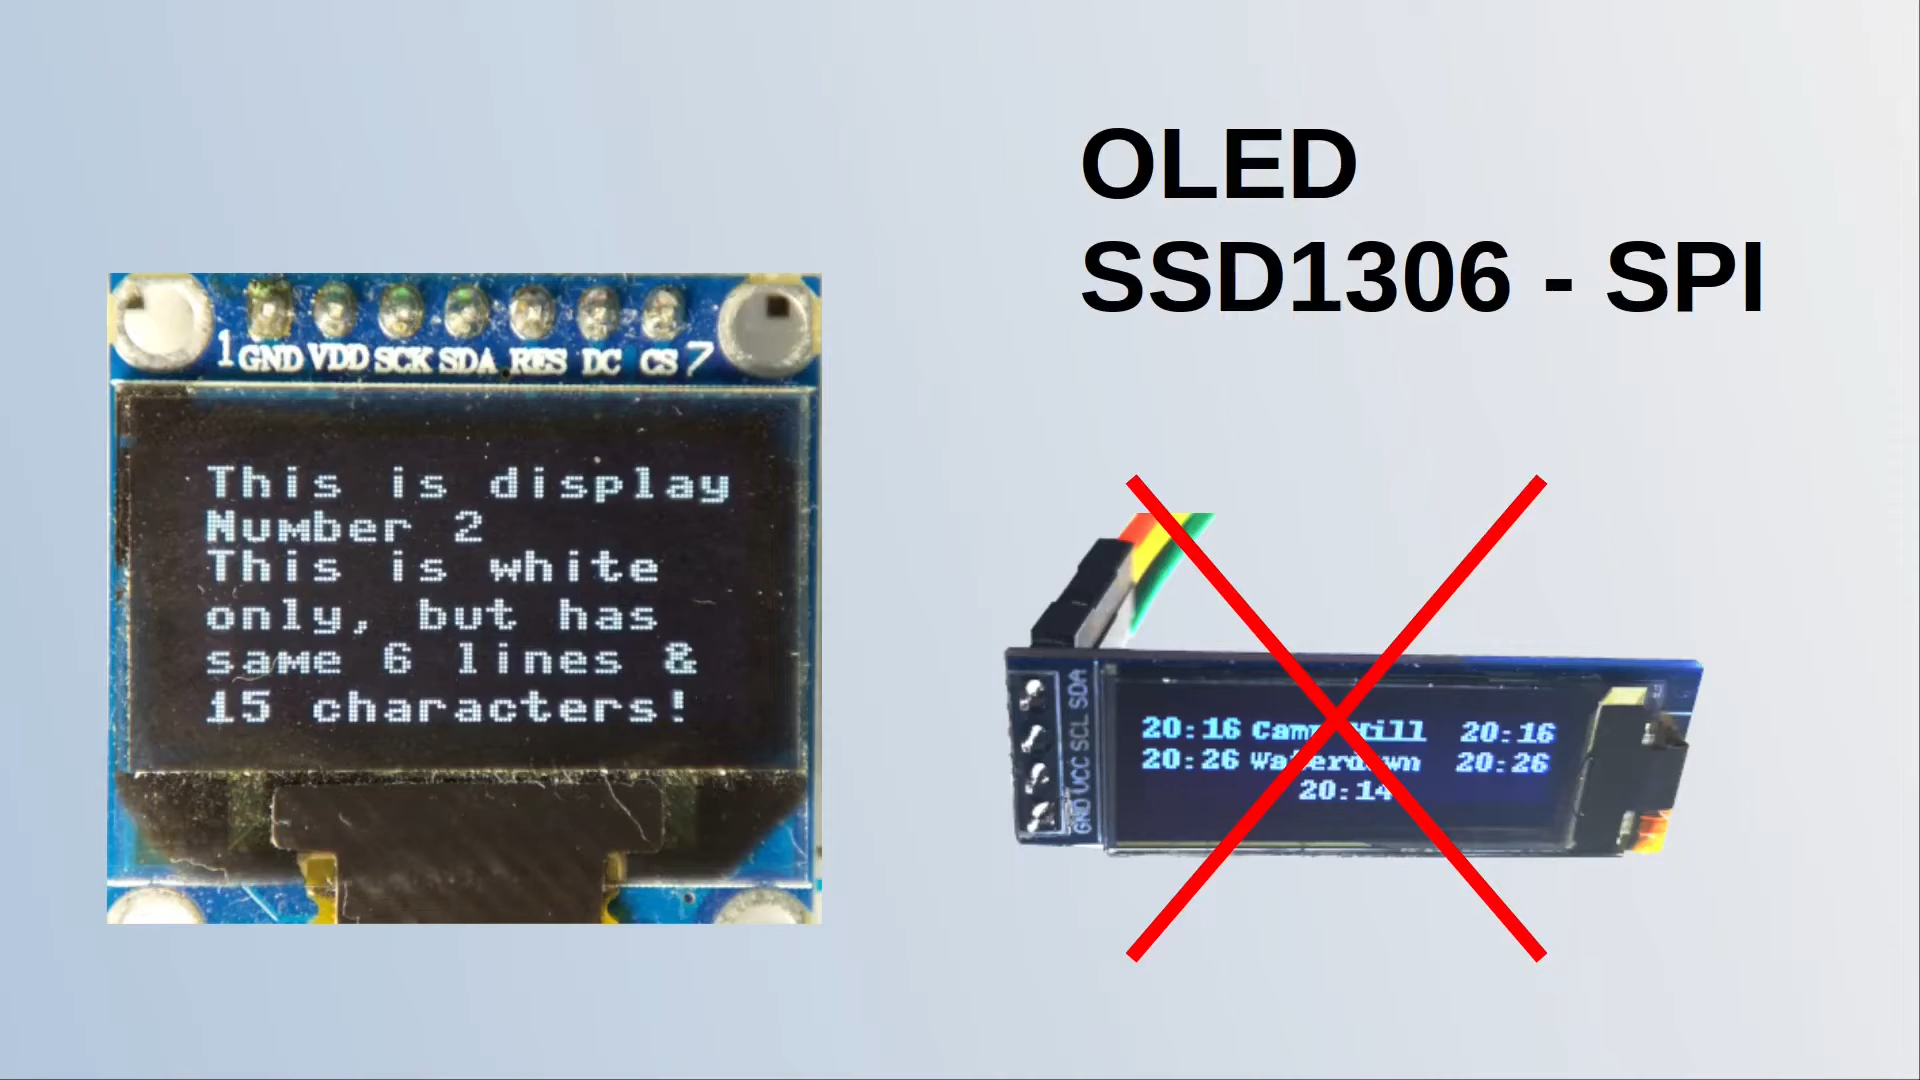 OLED
SSD1306 - SPI
1 GND VDD SCK SDA RES DC CS 7
This is display
Number 2
This is white
only, but has
same 6 lines &
15 characters!
GND VCC SCL SDA
20:16 20:16
20:26 20:26
20:14